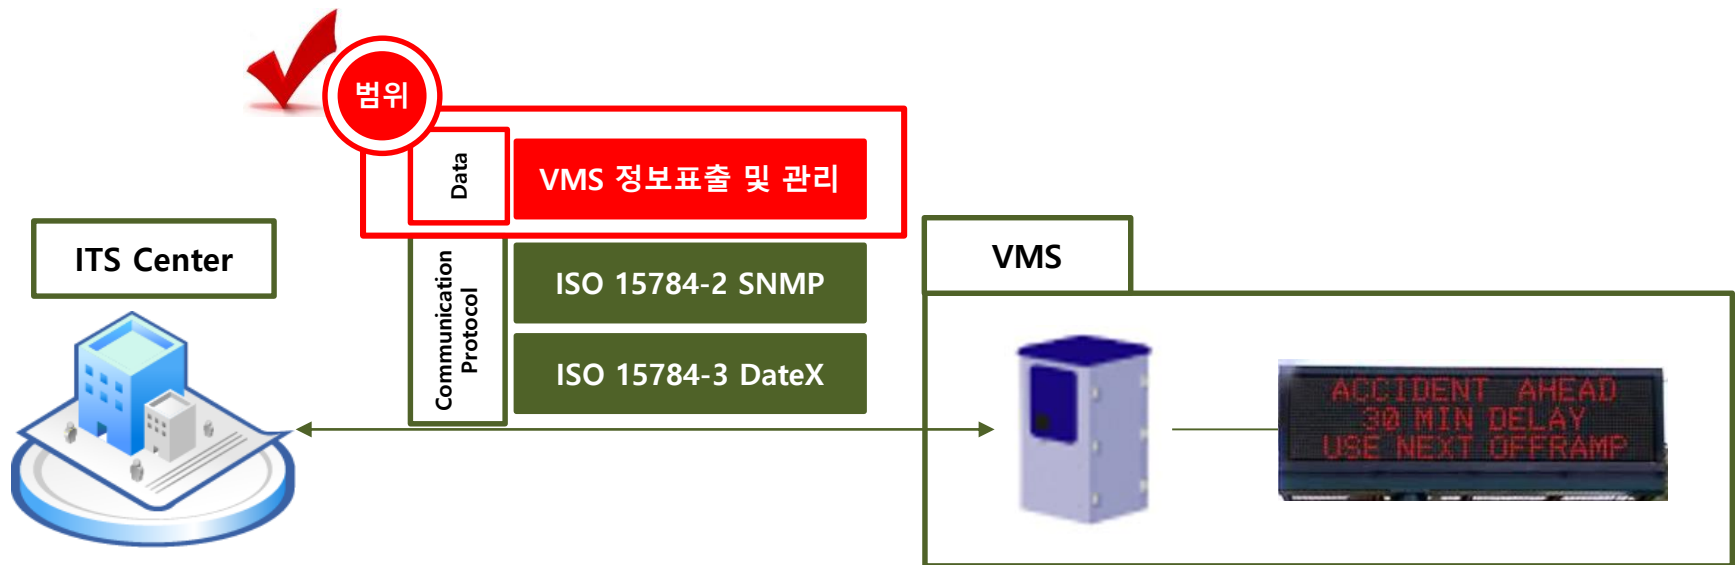 범위
Data
VMS 정보표출 및 관리
ITS Center
Communication
Protocol
ISO 15784-2 SNMP
ISO 15784-3 DateX
VMS
ACCIDENT AHEAD
30 MIN DELAY
USE NEXT OFFRAMP